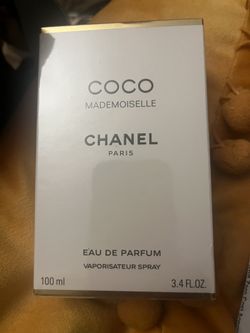 COCO
MADEMOISELLE
CHANEL
PARIS
EAU DE PARFUM
VAPORISATEUR SPRAY
100 ml 3.4 FL.OZ.